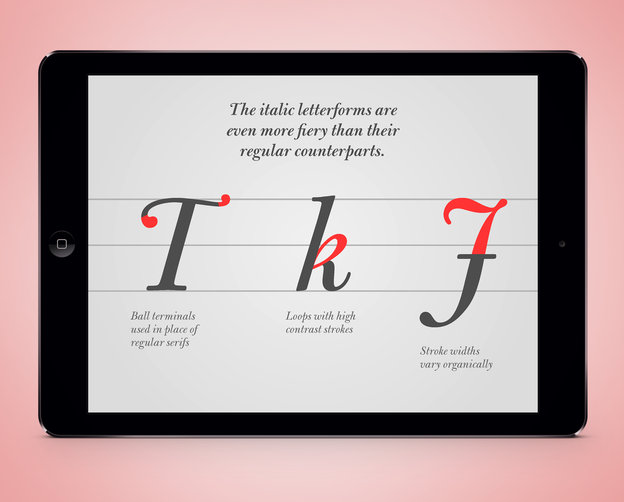 The italic letterforms are
even more fiery than their
regular counterparts.
T k J
Ball terminals
used in place of
regular serifs
Loops with high
contrast strokes
Stroke widths
vary organically